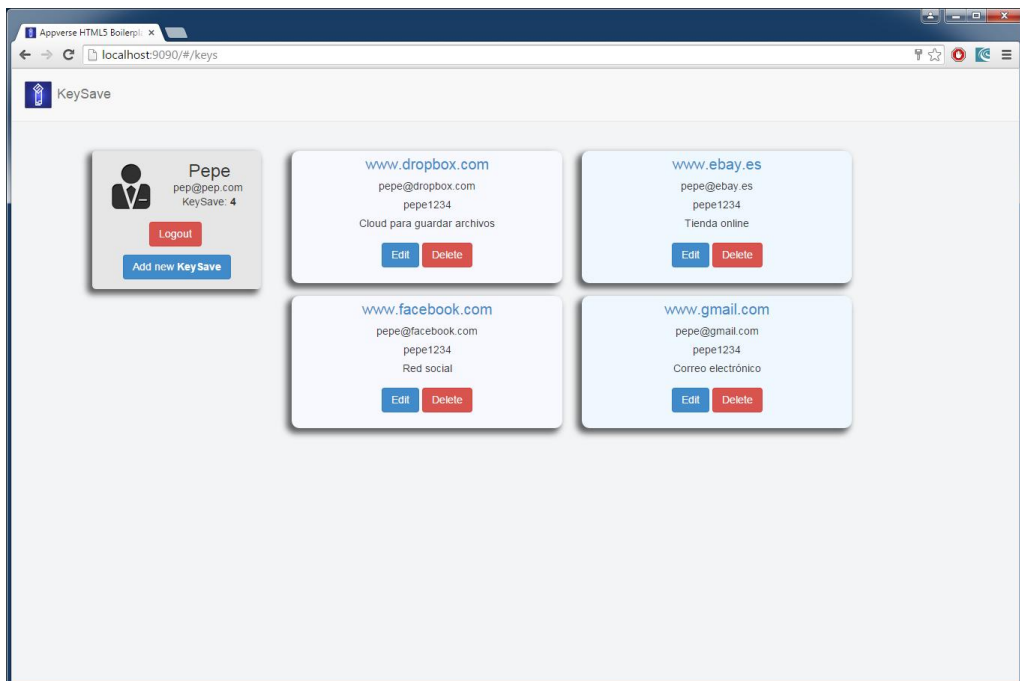 Appverse HTML5 Boilerpl
localhost:9090/#/keys
KeySave
Pepe
pep@pep.com
KeySave: 4
Logout
Add new KeySave
www.dropbox.com
pepe@dropbox.com
pepe1234
Cloud para guardar archivos
Edit Delete
www.ebay.es
pepe@ebay.es
pepe1234
Tienda online
Edit Delete
www.facebook.com
pepe@facebook.com
pepe1234
Red social
Edit Delete
www.gmail.com
pepe@gmail.com
pepe1234
Correo electrónico
Edit Delete